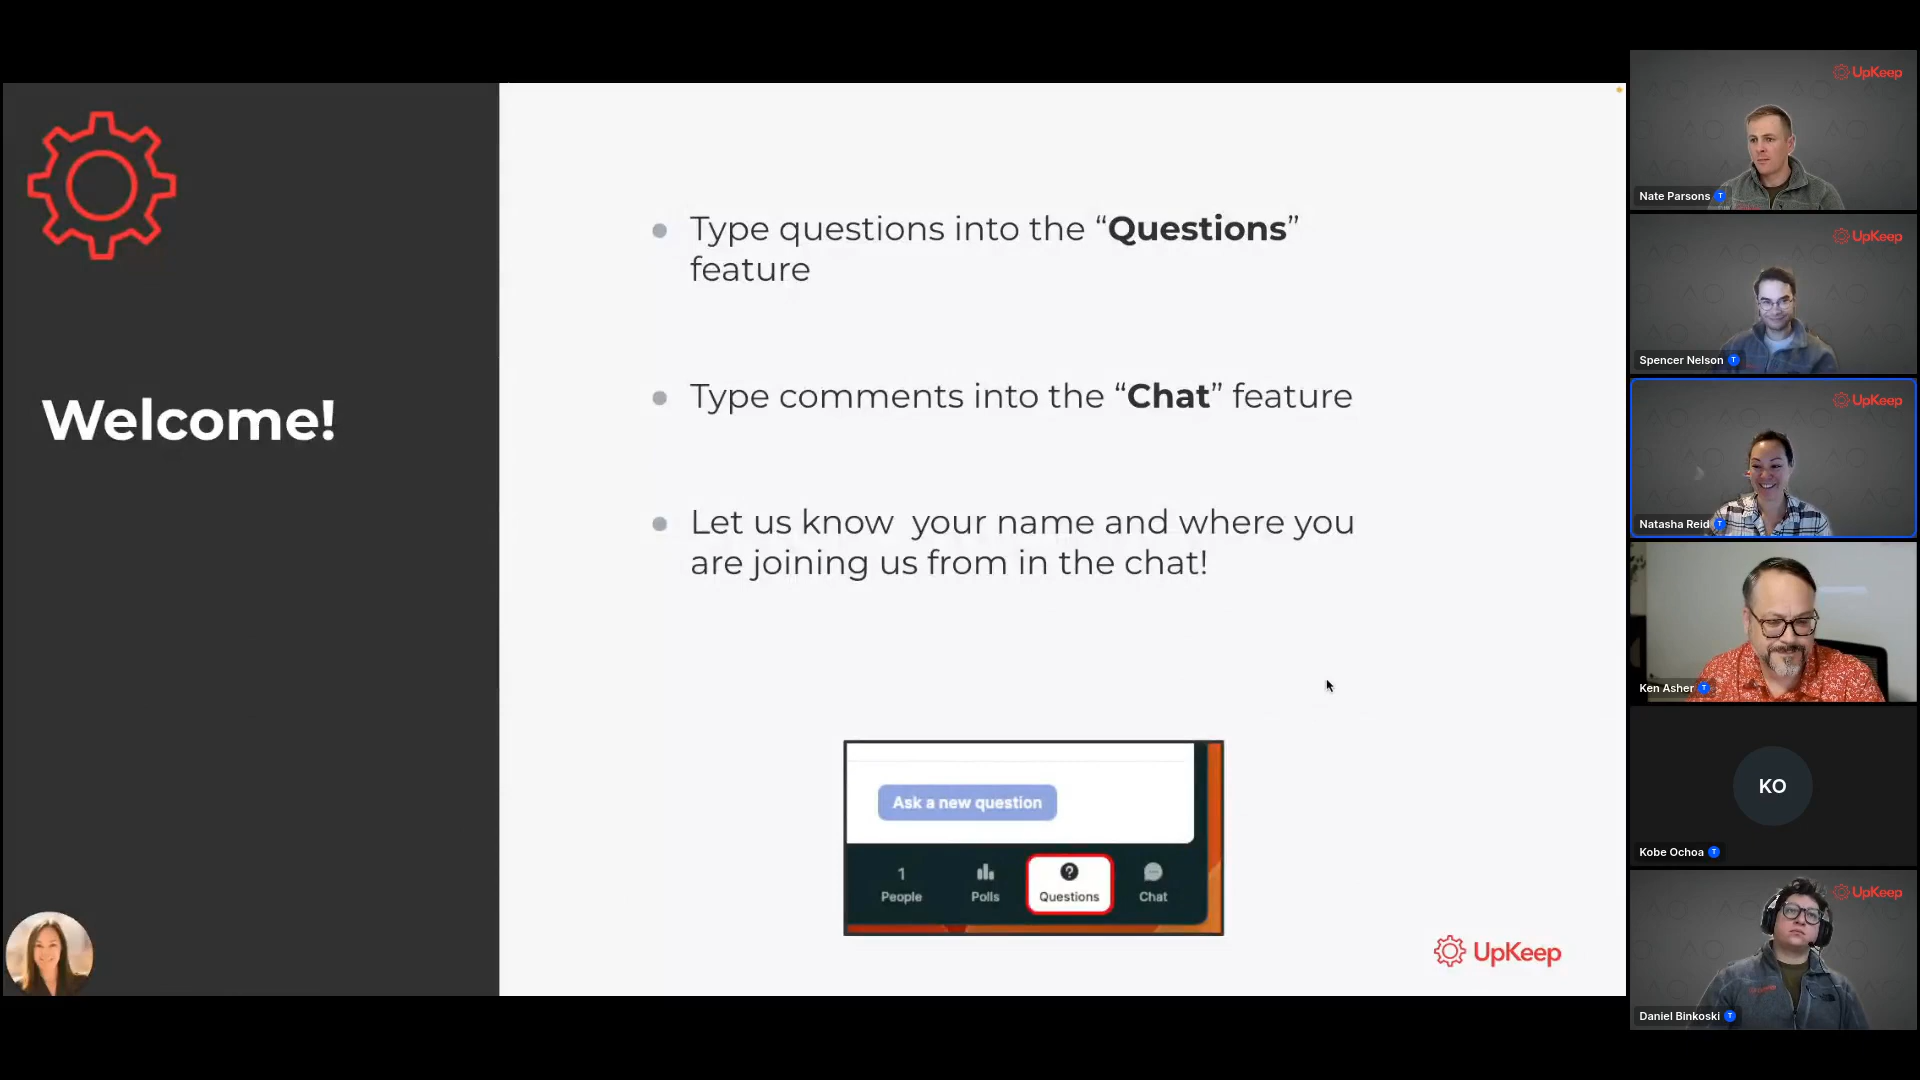 Welcome!
Type questions into the “Questions”
feature
Type comments into the “Chat” feature
Let us know  your name and where you
are joining us from in the chat!
Ask a new question
1
People
Polls
?
Questions
Chat
UpKeep
UpKeep
Nate Parsons T
UpKeep
Spencer Nelson T
UpKeep
Natasha Reid T
Ken Asher T
KO
Kobe Ochoa T
UpKeep
Daniel Binkoski T